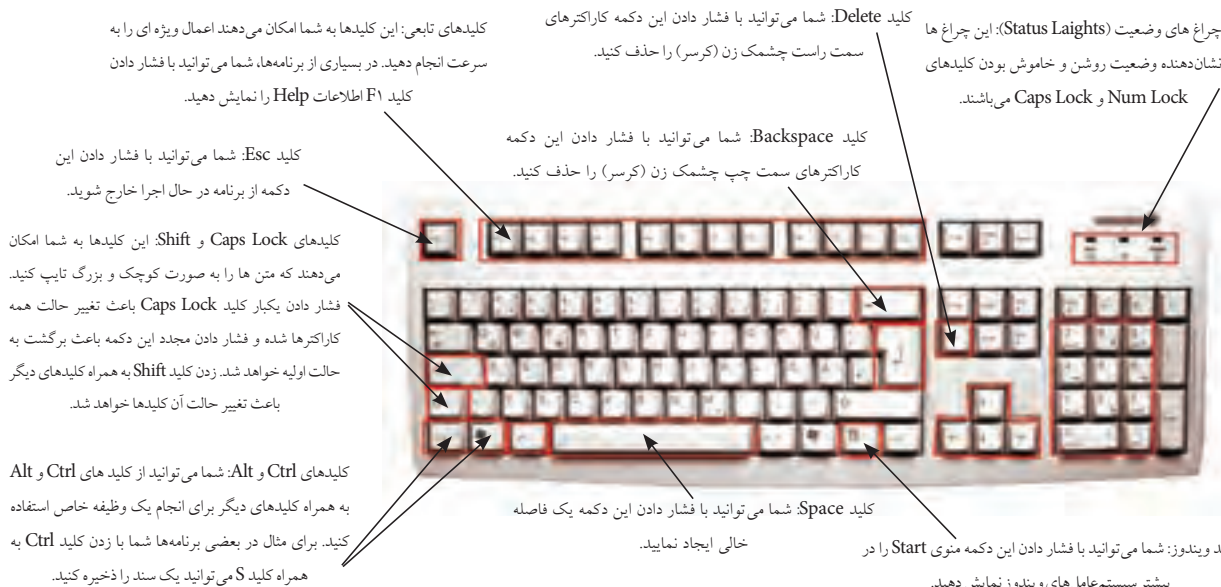 چراغ های وضعیت (Status Laights): این چراغ ها
نشان‌دهنده وضعیت روشن و خاموش بودن کلیدهای
Num Lock و Caps Lock می‌باشند.
کلید Delete: شما می‌توانید با فشار دادن این دکمه کاراکترهای
سمت راست چشمک زن (کرسر) را حذف کنید.
کلیدهای تابعی: این کلیدها به شما امکان می‌دهند اعمال ویژه ای را به
سرعت انجام دهید. در بسیاری از برنامه‌ها، شما می‌توانید با فشار دادن
کلید F۱ اطلاعات Help را نمایش دهید.
کلید Backspace: شما می‌توانید با فشار دادن این دکمه
کاراکترهای سمت چپ چشمک زن (کرسر) را حذف کنید.
کلید Esc: شما می‌توانید با فشار دادن این
دکمه از برنامه در حال اجرا خارج شوید.
کلیدهای Caps Lock و Shift: این کلیدها به شما امکان
می‌دهند که متن ها را به صورت کوچک و بزرگ تایپ کنید.
فشار دادن یکبار کلید Caps Lock باعث تغییر حالت همه
کاراکترها شده و فشار دادن مجدد این دکمه باعث برگشت به
حالت اولیه خواهد شد. زدن کلید Shift به همراه کلیدهای دیگر
باعث تغییر حالت آن کلیدها خواهد شد.
کلیدهای Ctrl و Alt: شما می‌توانید از کلید های Ctrl و Alt
به همراه کلیدهای دیگر برای انجام یک وظیفه خاص استفاده
کنید. برای مثال در بعضی برنامه‌ها شما با زدن کلید Ctrl به
همراه کلید S می‌توانید یک سند را ذخیره کنید.
کلید Space: شما می‌توانید با فشار دادن این دکمه یک فاصله
خالی ایجاد نمایید.
ویندوز: شما می‌توانید با فشار دادن این دکمه منوی Start را در
بیشتر سیستم‌عامل های ویندوز نمایش دهید.